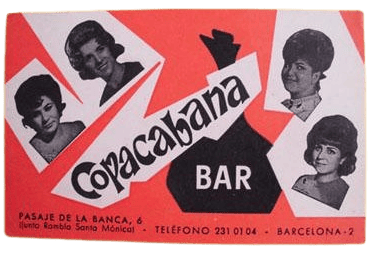 Copacabana
BAR
PASAJE DE LA BANCA, 6
(junto Rambla Santa Mónica) • TELÉFONO 231 01 04 • BARCELONA - 2